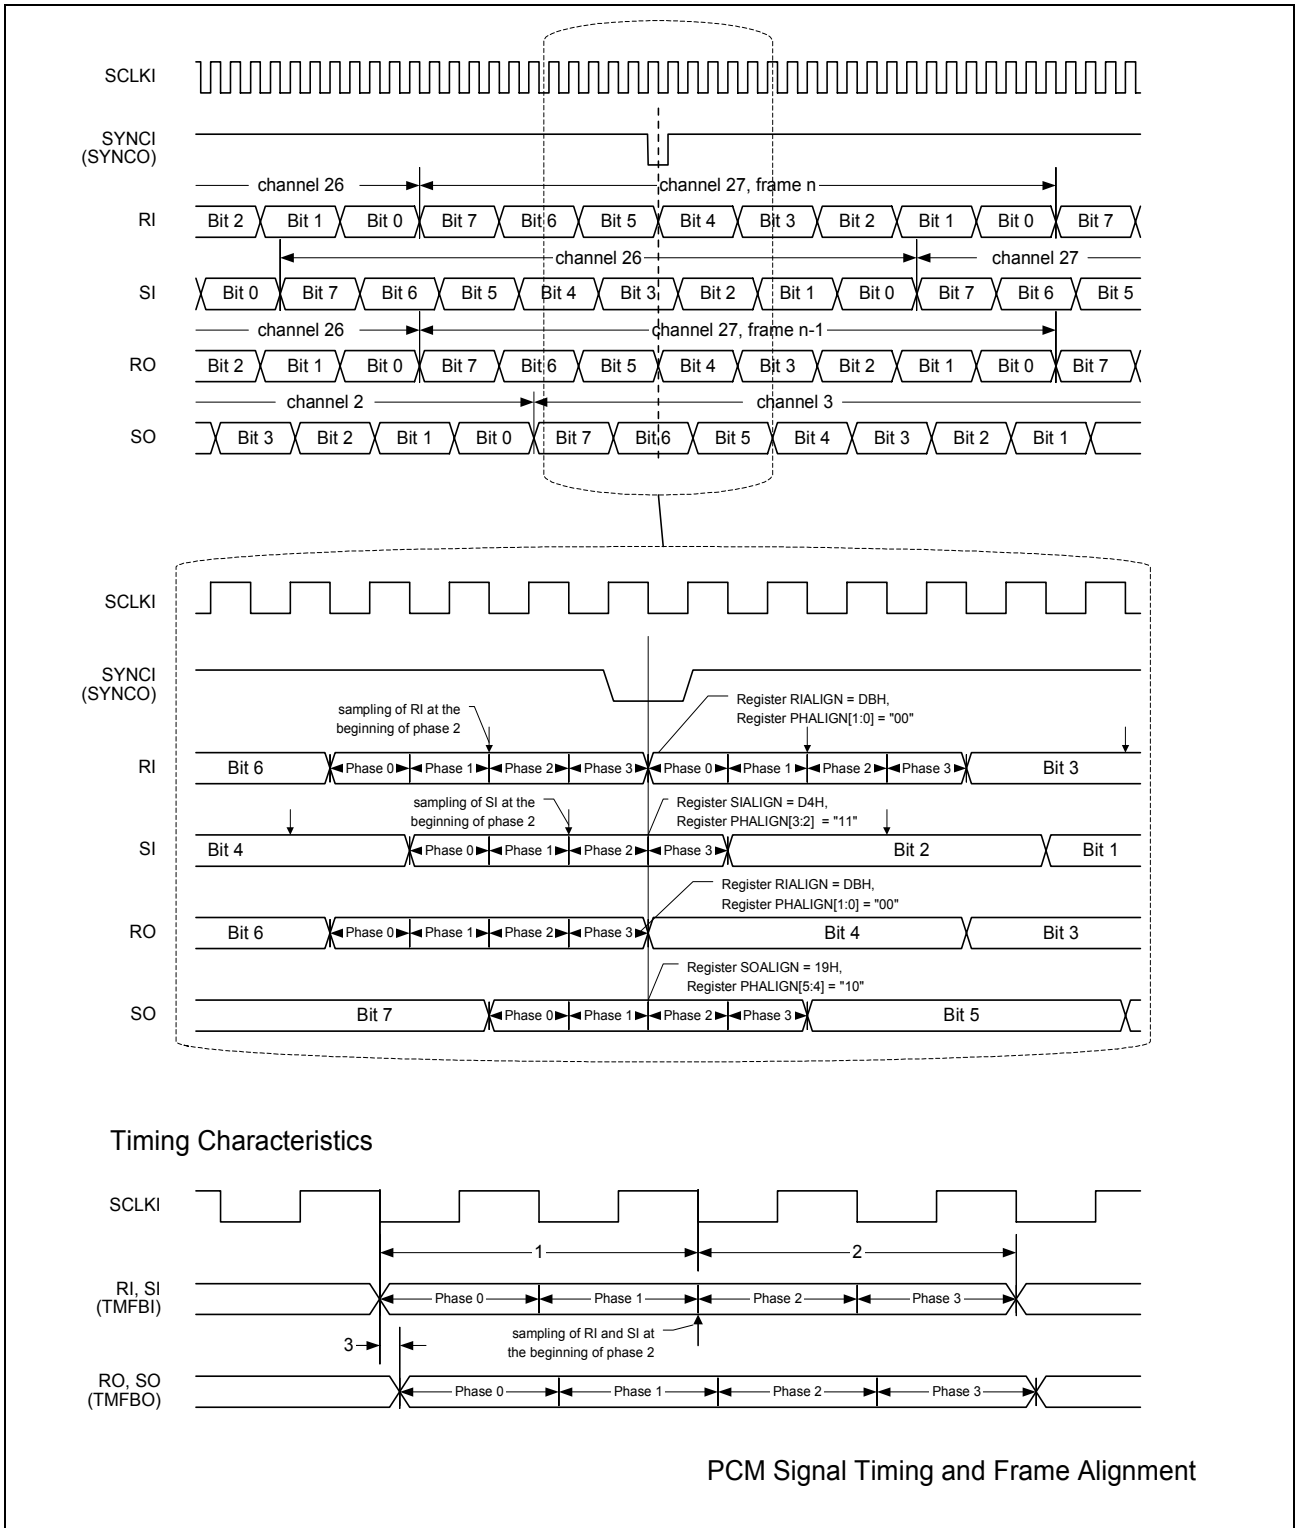 SCLKI
SYNCI
(SYNCO)
channel 26 channel 27, frame n
RI Bit 2 Bit 1 Bit 0 Bit 7 Bit 6 Bit 5 Bit 4 Bit 3 Bit 2 Bit 1 Bit 0 Bit 7
channel 26 channel 27
SI Bit 0 Bit 7 Bit 6 Bit 5 Bit 4 Bit 3 Bit 2 Bit 1 Bit 0 Bit 7 Bit 6 Bit 5
channel 26 channel 27, frame n-1
RO Bit 2 Bit 1 Bit 0 Bit 7 Bit 6 Bit 5 Bit 4 Bit 3 Bit 2 Bit 1 Bit 0 Bit 7
channel 2 channel 3
SO Bit 3 Bit 2 Bit 1 Bit 0 Bit 7 Bit 6 Bit 5 Bit 4 Bit 3 Bit 2 Bit 1
SCLKI
SYNCI
(SYNCO)
sampling of RI at the
beginning of phase 2
Register RIALIGN = DBH,
Register PHALIGN[1:0] = "00"
RI Bit 6 Phase 0 Phase 1 Phase 2 Phase 3 Phase 0 Phase 1 Phase 2 Phase 3 Bit 3
sampling of SI at the
beginning of phase 2
Register SIALIGN = D4H,
Register PHALIGN[3:2] = "11"
SI Bit 4 Phase 0 Phase 1 Phase 2 Phase 3 Bit 2 Bit 1
Register RIALIGN = DBH,
Register PHALIGN[1:0] = "00"
RO Bit 6 Phase 0 Phase 1 Phase 2 Phase 3 Bit 4 Bit 3
Register SOALIGN = 19H,
Register PHALIGN[5:4] = "10"
SO Bit 7 Phase 0 Phase 1 Phase 2 Phase 3 Bit 5
Timing Characteristics
SCLKI
1 2
RI, SI
(TMFBI)
Phase 0 Phase 1 Phase 2 Phase 3
sampling of RI and SI at
the beginning of phase 2
3
RO, SO
(TMFBO)
Phase 0 Phase 1 Phase 2 Phase 3
PCM Signal Timing and Frame Alignment